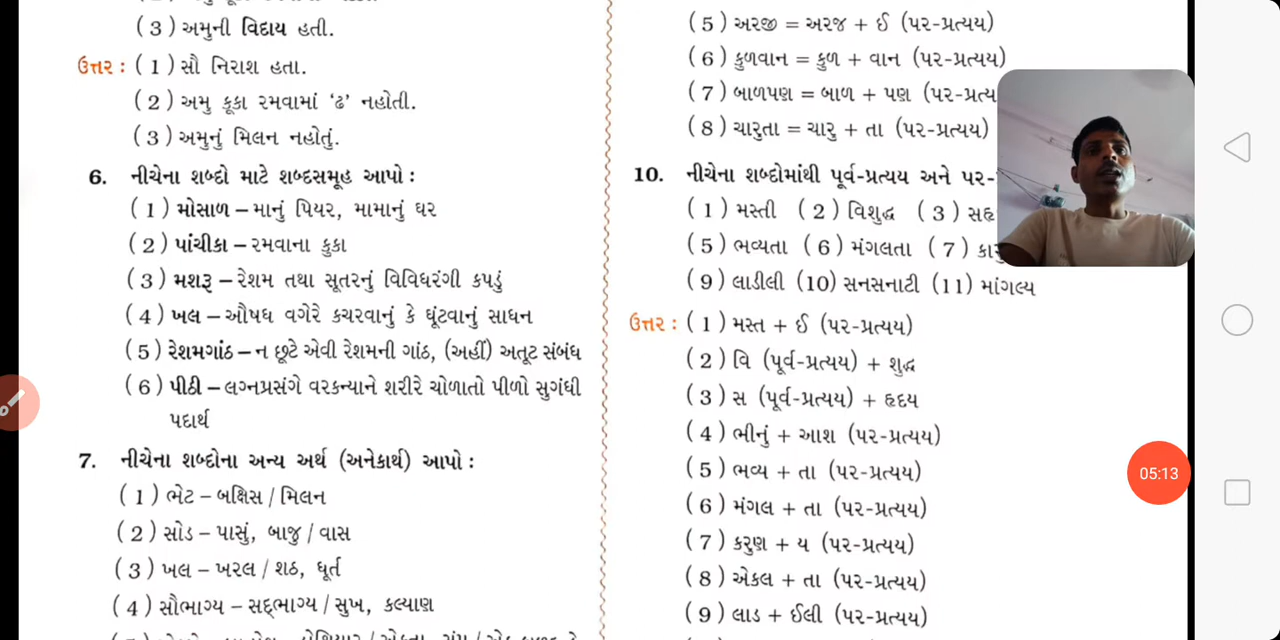 (3) અમુની વિદાય હતી.
ઉત્તર : (1) સૌ નિરાશ હતા.
(2) અમુ કૂકા રમવામાં ‘ઢ’ નહોતી.
(3) અમુનું મિલન નહોતું.
6. નીચેના શબ્દો માટે શબ્દસમૂહ આપો :
(1) મોસાળ – માનું પિયર, મામાનું ઘર
(2) પાંચીકા – રમવાના કુકા
(3) મશરૂ – રેશમ તથા સૂતરનું વિવિધરંગી કપડું
(4) ખલ – ઔષધ વગેરે કચરવાનું કે ઘૂંટવાનું સાધન
(5) રેશમગાંઠ – ન છૂટે એવી રેશમની ગાંઠ, (અહીં) અતૂટ સંબંધ
(6) પીઠી – લગ્નપ્રસંગે વરકન્યાને શરીરે ચોળાતો પીળો સુગંધી
પદાર્થ
7. નીચેના શબ્દોના અન્ય અર્થ (અનેકાર્થ) આપો :
(1) ભેટ – બક્ષિસ / મિલન
(2) સોડ – પાસું, બાજુ / વાસ
(3) ખલ – ખરલ / શઠ, ધૂર્ત
(4) સૌભાગ્ય – સદ્ભાગ્ય / સુખ, કલ્યાણ
(5) અરજી = અરજ + ઈ (પર-પ્રત્યય)
(6) કુળવાન = કુળ + વાન (પર-પ્રત્યય)
(7) બાળપણ = બાળ + પણ (પર-પ્રત્ય
(8) ચારુતા = ચારુ + તા (પર-પ્રત્યય)
10. નીચેના શબ્દોમાંથી પૂર્વ-પ્રત્યય અને પર-
(1) મસ્તી (2) વિશુદ્ધ (3) સહૃ
(5) ભવ્યતા (6) મંગલતા (7) કા
(9) લાડીલી (10) સનસનાટી (11) માંગલ્ય
ઉત્તર : (1) મસ્ત + ઈ (પર-પ્રત્યય)
(2) વિ (પૂર્વ-પ્રત્યય) + શુદ્ધ
(3) સ (પૂર્વ-પ્રત્યય) + હૃદય
(4) ભીનું + આશ (પર-પ્રત્યય)
(5) ભવ્ય + તા (પર-પ્રત્યય)
(6) મંગલ + તા (પર-પ્રત્યય)
(7) કરુણ + ય (પર-પ્રત્યય)
(8) એકલ + તા (પર-પ્રત્યય)
(9) લાડ + ઈલી (પર-પ્રત્યય)
05:13